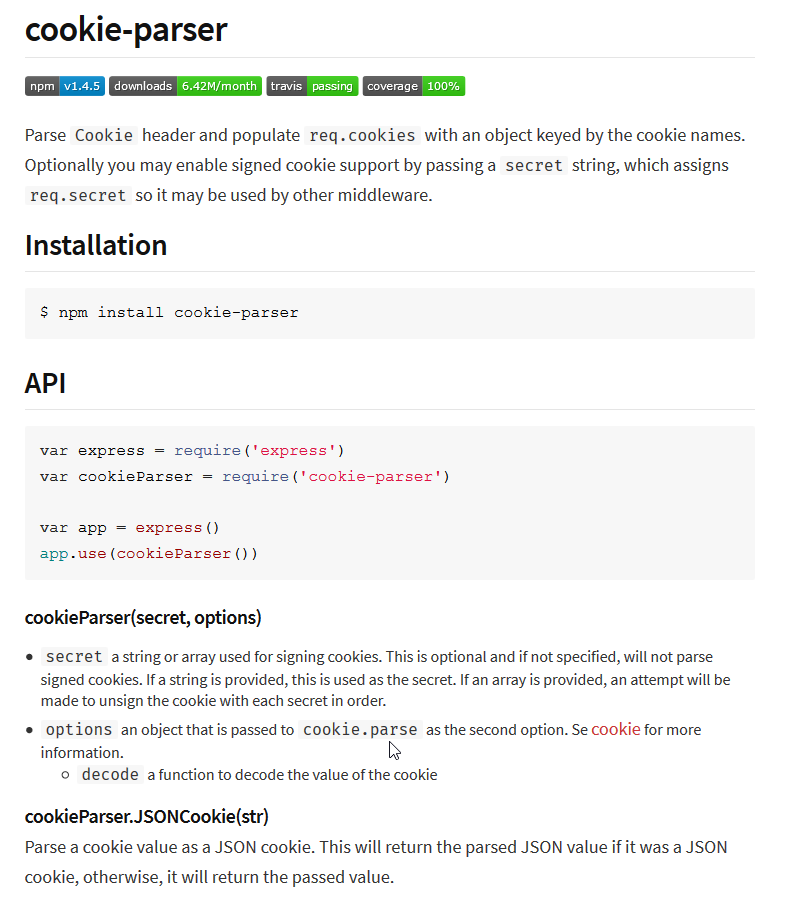 cookie-parser
npm v1.4.5 downloads 6.42M/month travis passing coverage 100%
Parse Cookie header and populate req.cookies with an object keyed by the cookie names.
Optionally you may enable signed cookie support by passing a secret string, which assigns
req.secret so it may be used by other middleware.
Installation
$ npm install cookie-parser
API
var express = require('express')
var cookieParser = require('cookie-parser')
var app = express()
app.use(cookieParser())
cookieParser(secret, options)
• secret a string or array used for signing cookies. This is optional and if not specified, will not parse
signed cookies. If a string is provided, this is used as the secret. If an array is provided, an attempt will be
made to unsign the cookie with each secret in order.
• options an object that is passed to cookie.parse as the second option. Se cookie for more
information.
○ decode a function to decode the value of the cookie
cookieParser.JSONCookie(str)
Parse a cookie value as a JSON cookie. This will return the parsed JSON value if it was a JSON
cookie, otherwise, it will return the passed value.